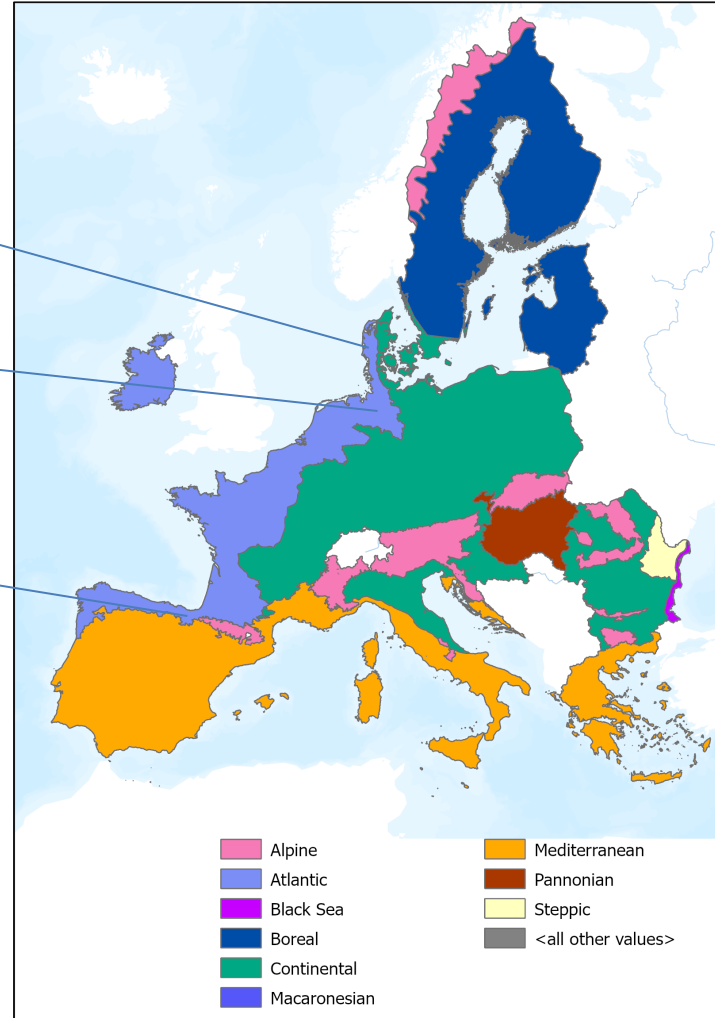 Alpine
Atlantic
Black Sea
Boreal
Continental
Macaronesian
Mediterranean
Pannonian
Steppic
<all other values>